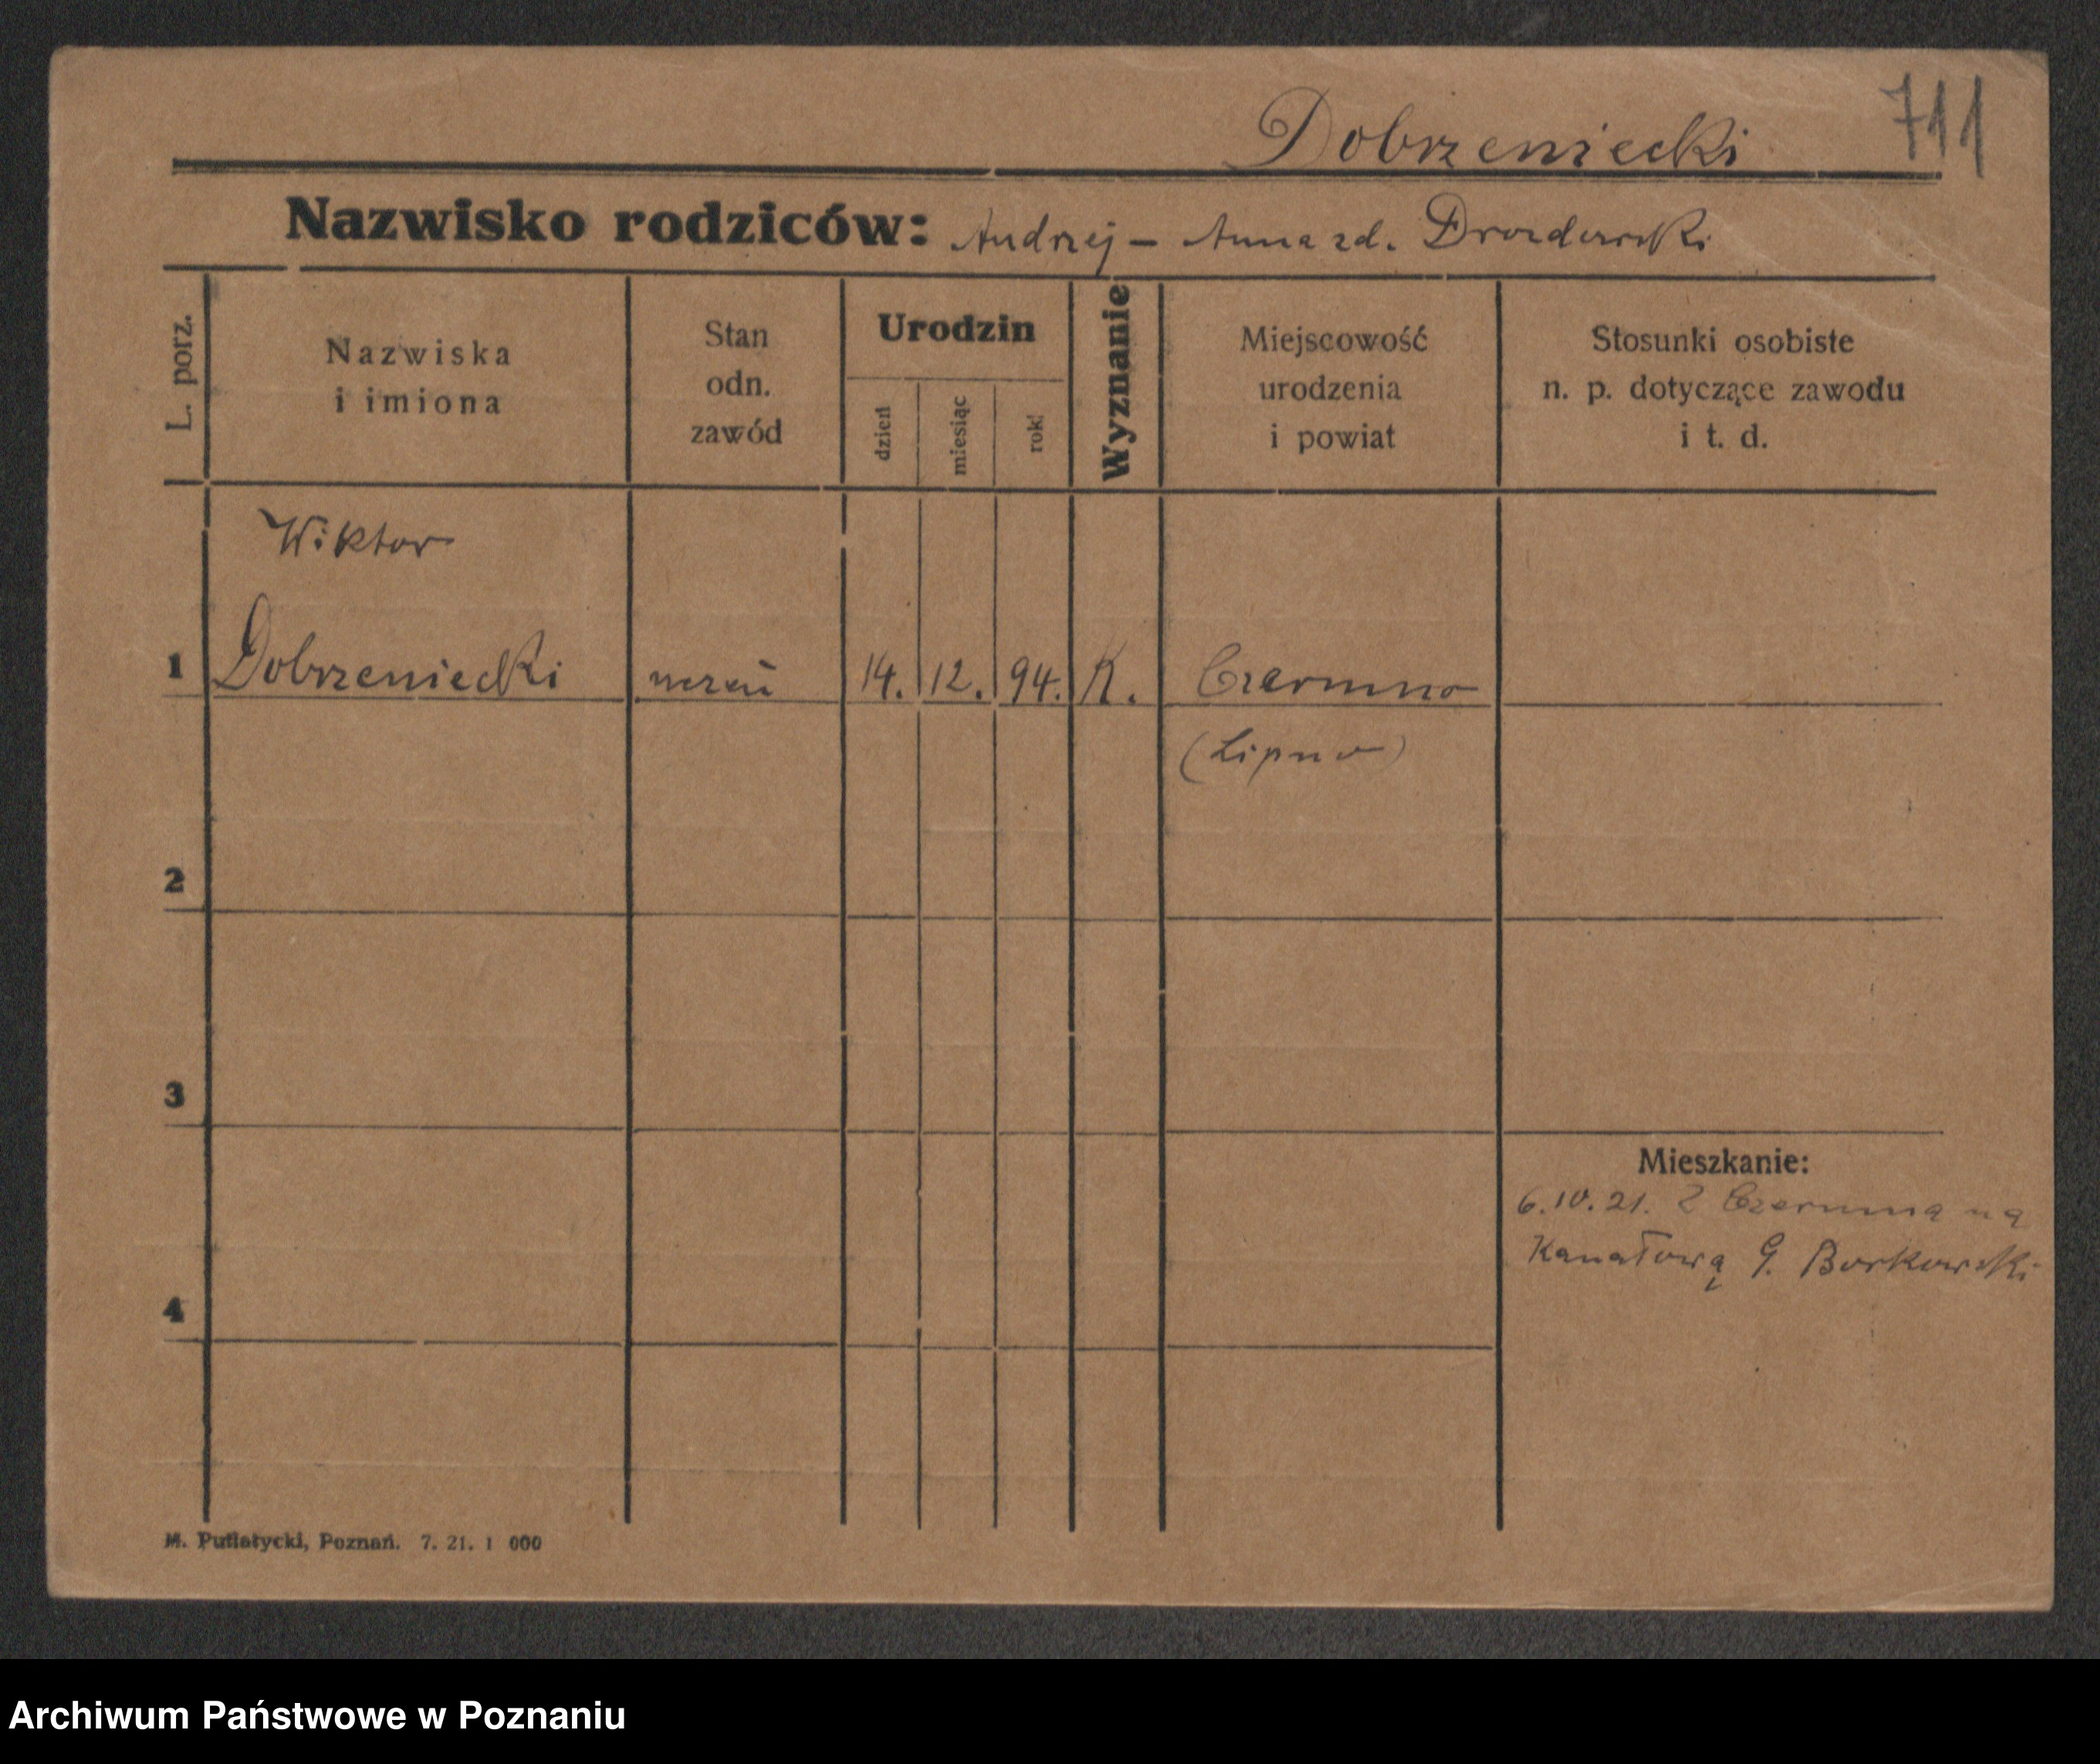 711
Dobrzeniecki
Nazwisko rodziców: Andrzej – Anna zd. Drozdowski
L. porz.
Nazwiska
i imiona
Stan
odn.
zawód
Urodzin
dzień
miesiąc
rok
Wyznanie
Miejscowość
urodzenia
i powiat
Stosunki osobiste
n. p. dotyczące zawodu
i t. d.
Wiktor
1 Dobrzeniecki uczeń 14. 12. 94. K. Czermno
(Lipno)
2
3
Mieszkanie:
6.10.21. Z Czermna na
Kanałową 9. Borkowski
4
M. Putiatycki, Poznań. 7. 21. 1 000
Archiwum Państwowe w Poznaniu